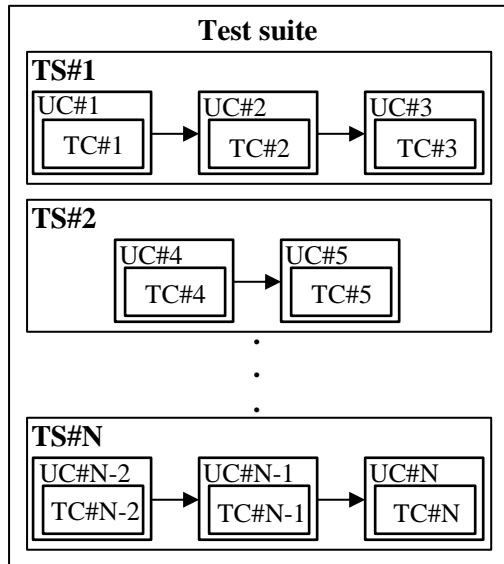 Test suite
TS#1
UC#1 UC#2 UC#3
TC#1 TC#2 TC#3
TS#2
UC#4 UC#5
TC#4 TC#5
.
.
.
TS#N
UC#N-2 UC#N-1 UC#N
TC#N-2 TC#N-1 TC#N